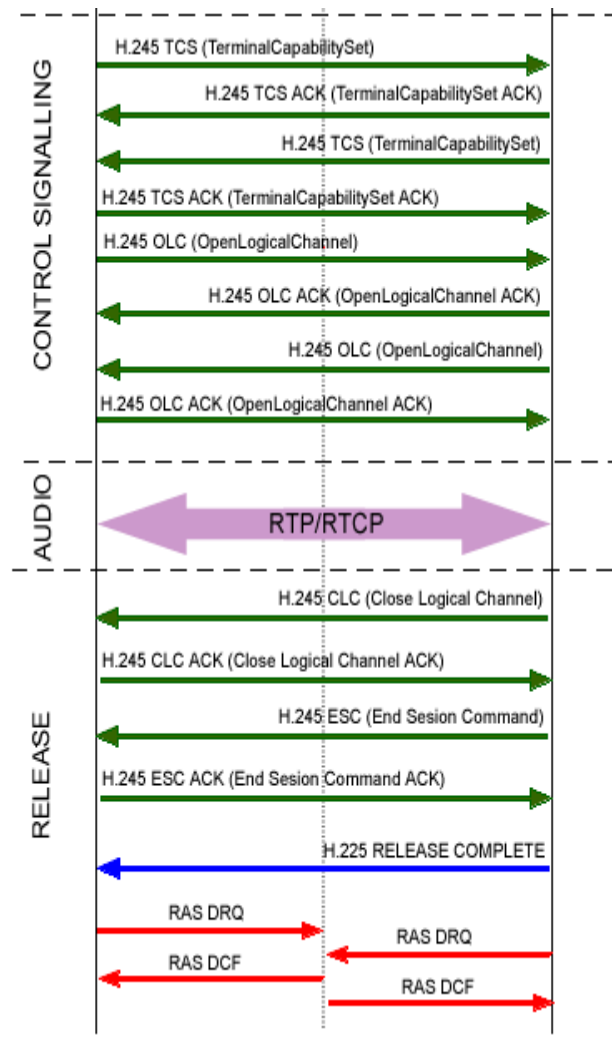 CONTROL SIGNALLING
H.245 TCS (TerminalCapabilitySet)
H.245 TCS ACK (TerminalCapabilitySet ACK)
H.245 TCS (TerminalCapabilitySet)
H.245 TCS ACK (TerminalCapabilitySet ACK)
H.245 OLC (OpenLogicalChannel)
H.245 OLC ACK (OpenLogicalChannel ACK)
H.245 OLC (OpenLogicalChannel)
H.245 OLC ACK (OpenLogicalChannel ACK)
AUDIO
RTP/RTCP
RELEASE
H.245 CLC (Close Logical Channel)
H.245 CLC ACK (Close Logical Channel ACK)
H.245 ESC (End Sesion Command)
H.245 ESC ACK (End Sesion Command ACK)
H.225 RELEASE COMPLETE
RAS DRQ
RAS DRQ
RAS DCF
RAS DCF